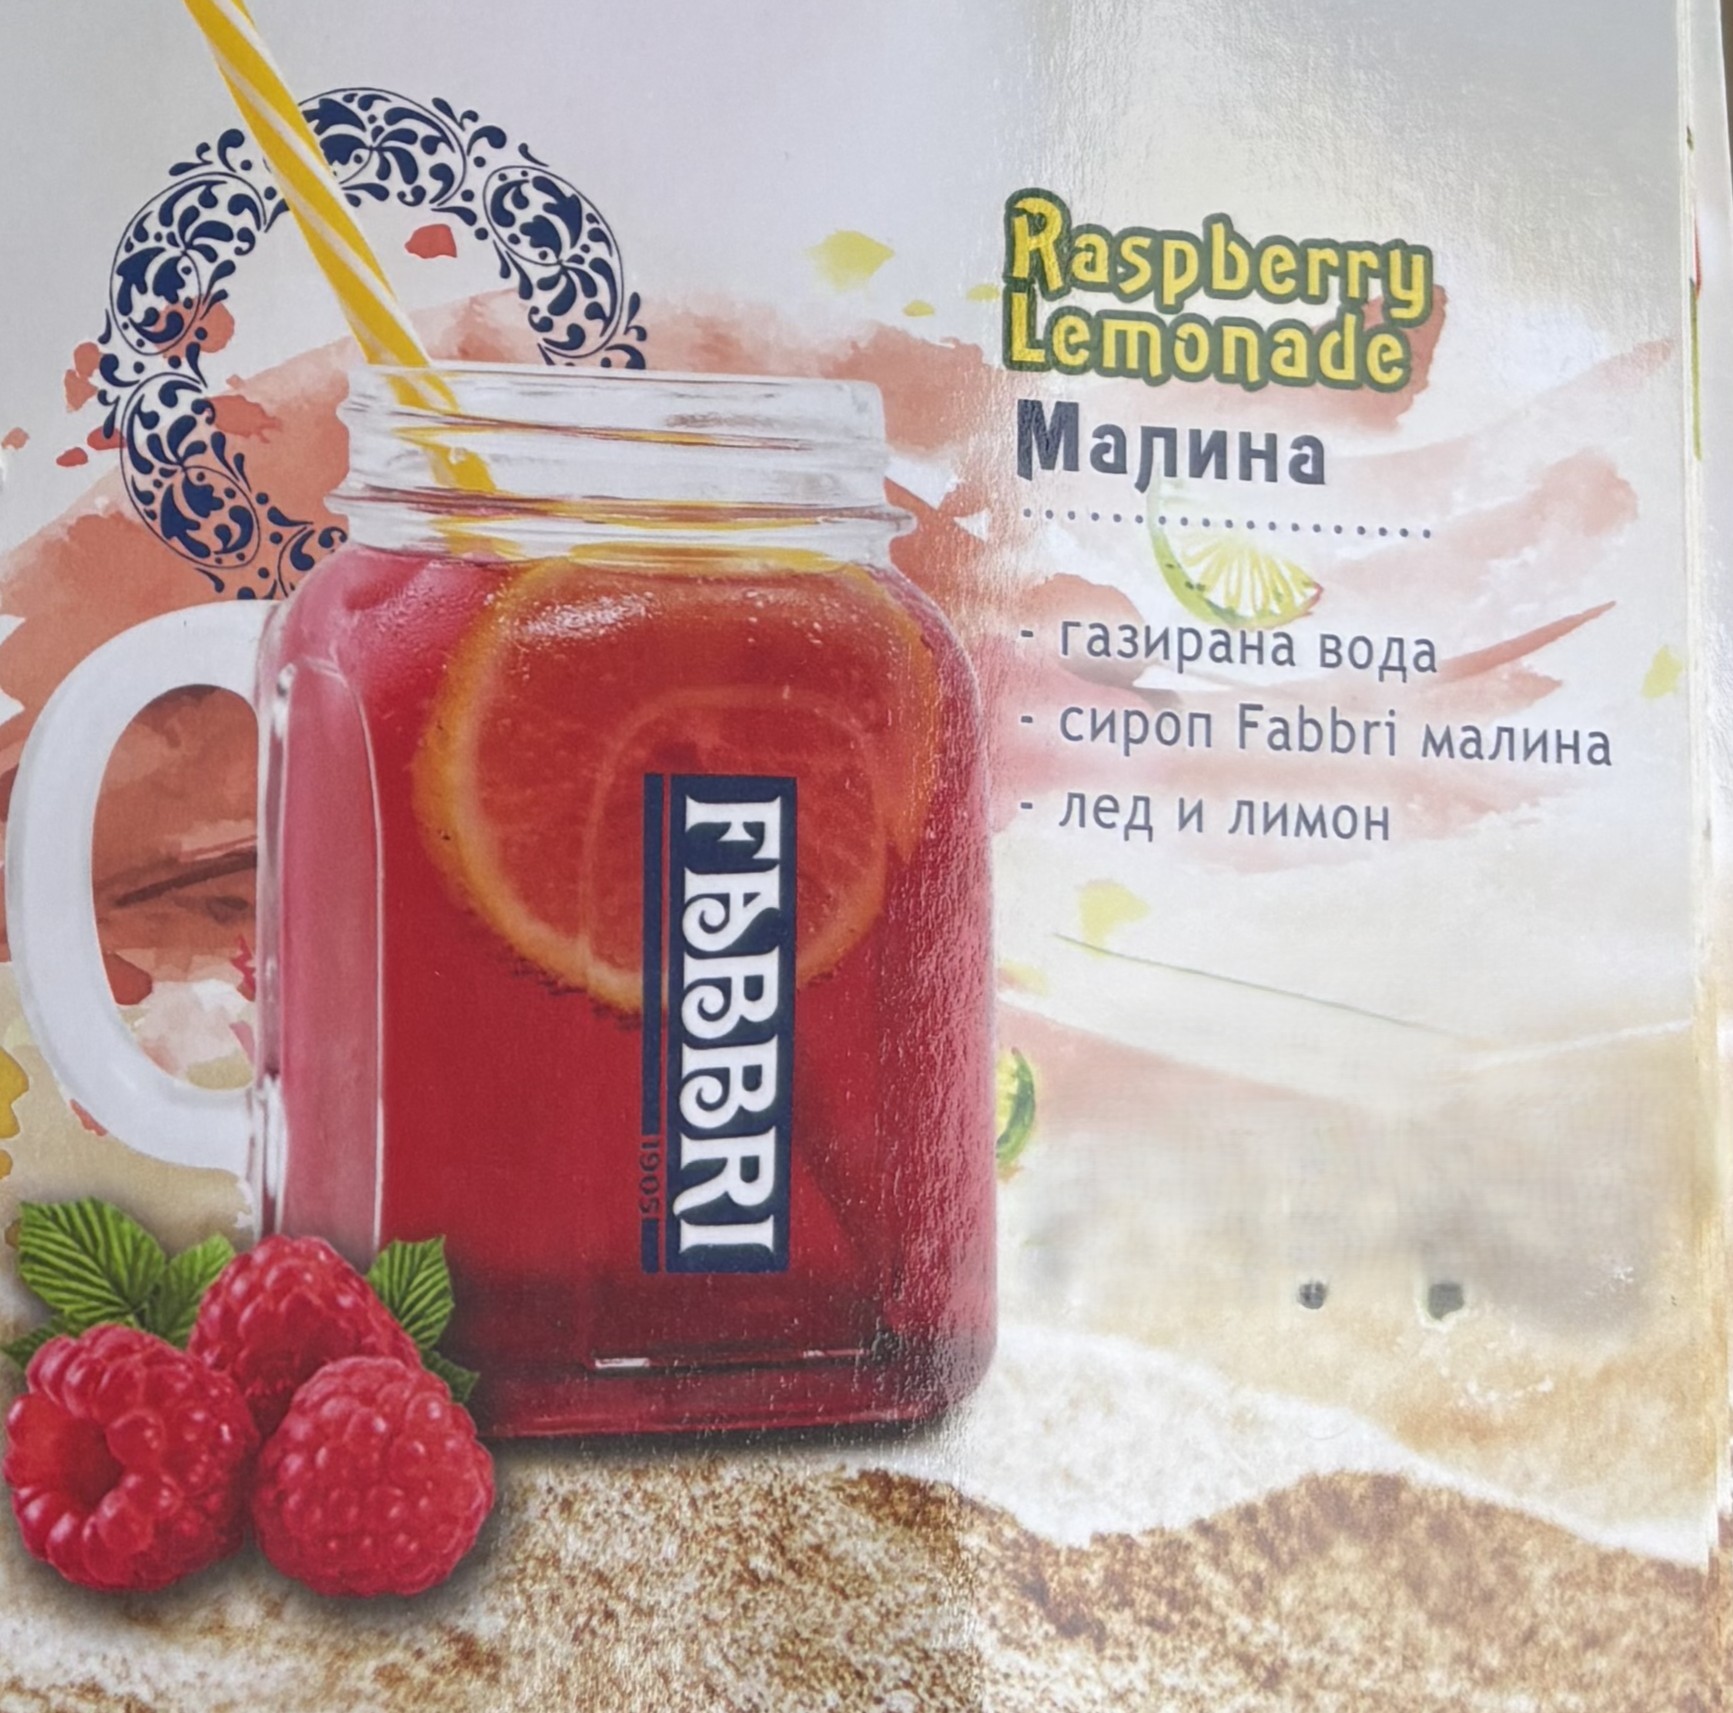 Raspberry
Lemonade
Малина
- газирана вода
- сироп Fabbri малина
- лед и лимон
FABBRI
1905